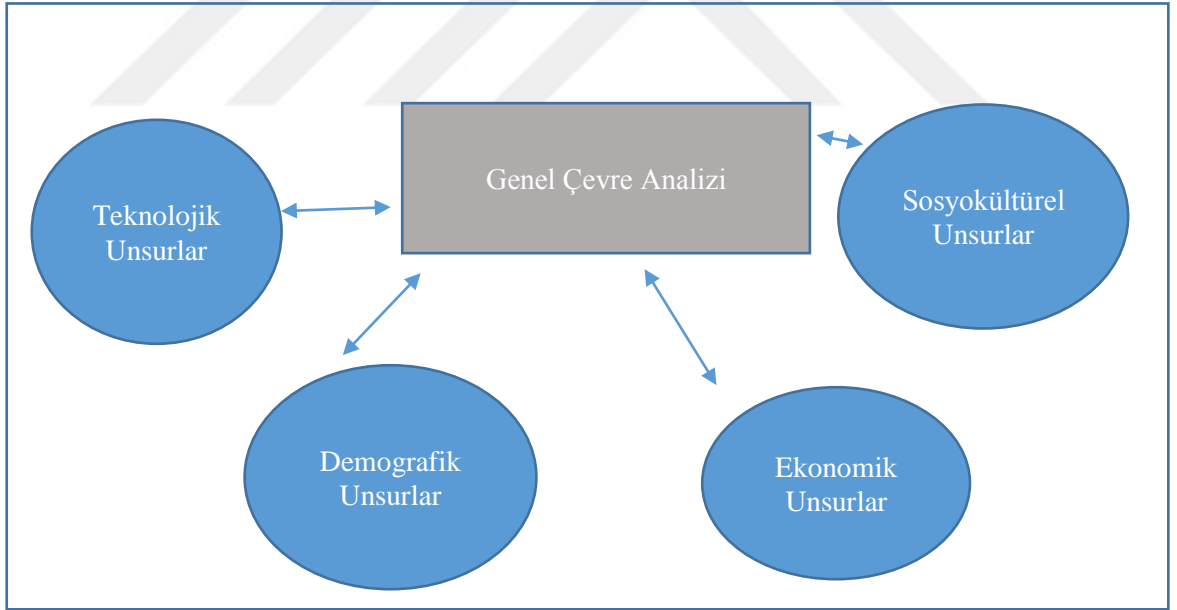 Genel Çevre Analizi
Teknolojik
Unsurlar
Sosyokültürel
Unsurlar
Demografik
Unsurlar
Ekonomik
Unsurlar